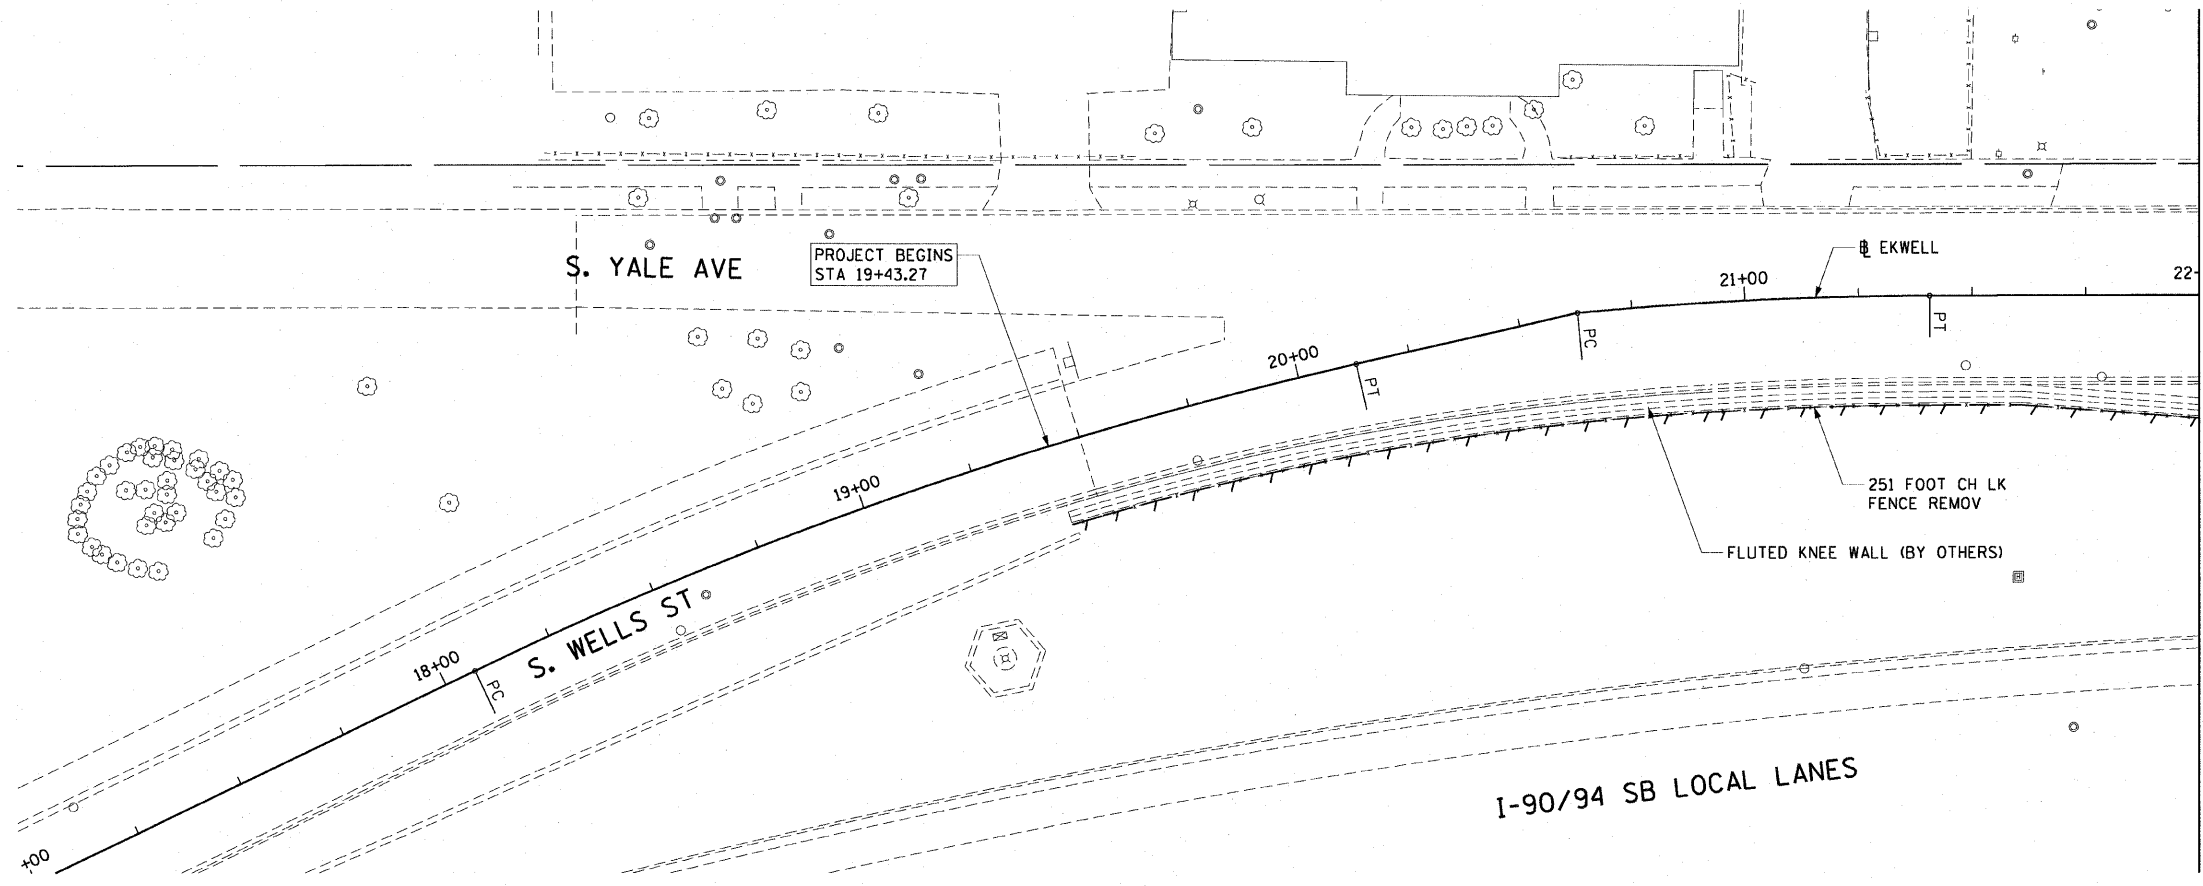 S. YALE AVE
PROJECT BEGINS
STA 19+43.27
℄ EKWELL
21+00
22-
PC
PT
20+00
PT
19+00
251 FOOT CH LK
FENCE REMOV
FLUTED KNEE WALL (BY OTHERS)
S. WELLS ST
18+00
PC
I-90/94 SB LOCAL LANES
+00